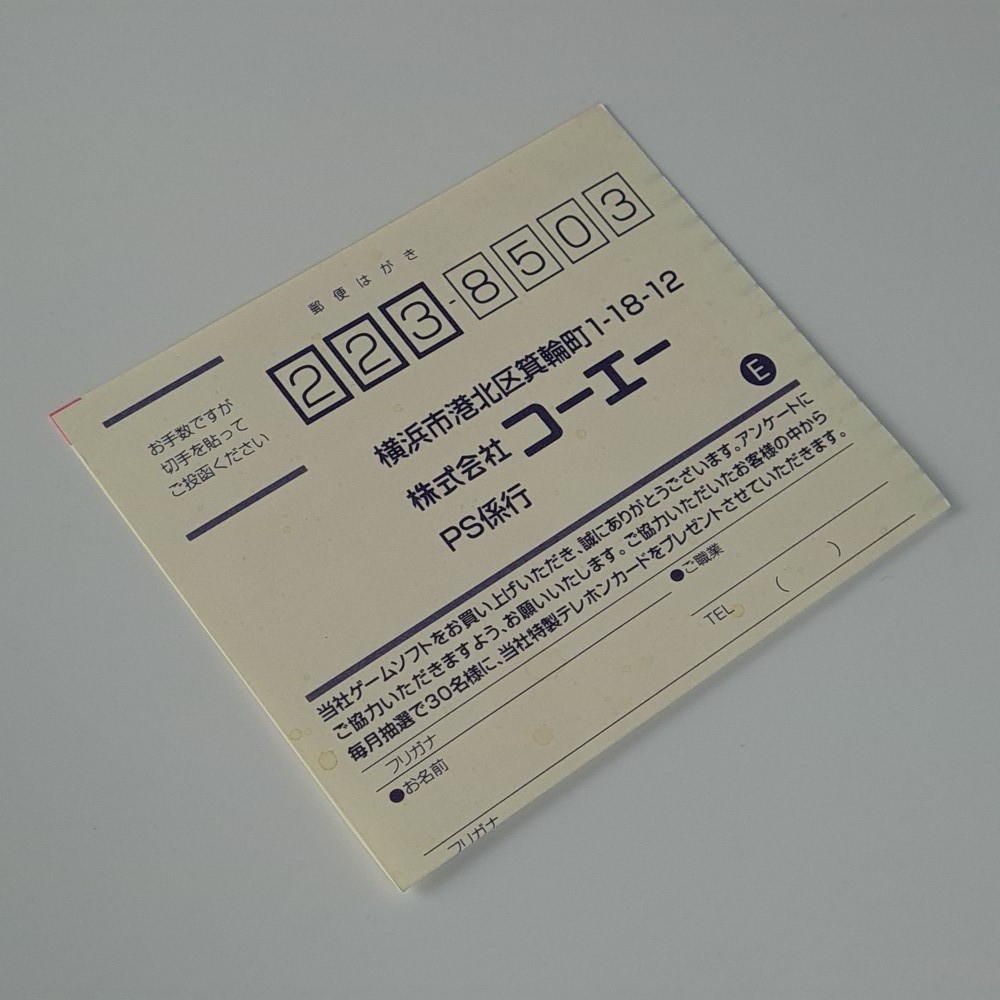 郵便はがき
223-8503
お手数ですが
切手を貼って
ご投函ください
横浜市港北区箕輪町1-18-12
株式会社 コーエー
PS係行
E
当社ゲームソフトをお買い上げいただき、誠にありがとうございます。アンケートに
ご協力いただきますよう、お願いいたします。ご協力いただいたお客様の中から
毎月抽選で30名様に、当社特製テレホンカードをプレゼントさせていただきます。
フリガナ
●お名前
●ご職業
TEL ( )
フリガナ